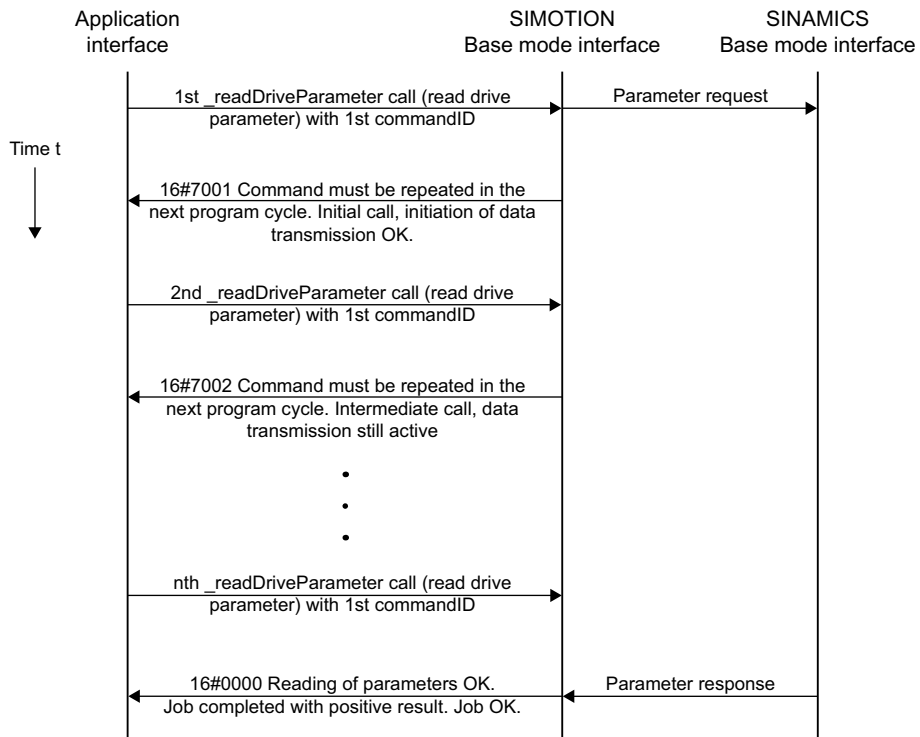 Application
interface
SIMOTION
Base mode interface
SINAMICS
Base mode interface
1st _readDriveParameter call (read drive
parameter) with 1st commandID
Parameter request
Time t
16#7001 Command must be repeated in the
next program cycle. Initial call, initiation of data
transmission OK.
2nd _readDriveParameter call (read drive
parameter) with 1st commandID
16#7002 Command must be repeated in the
next program cycle. Intermediate call, data
transmission still active
nth _readDriveParameter call (read drive
parameter) with 1st commandID
16#0000 Reading of parameters OK.
Job completed with positive result. Job OK.
Parameter response